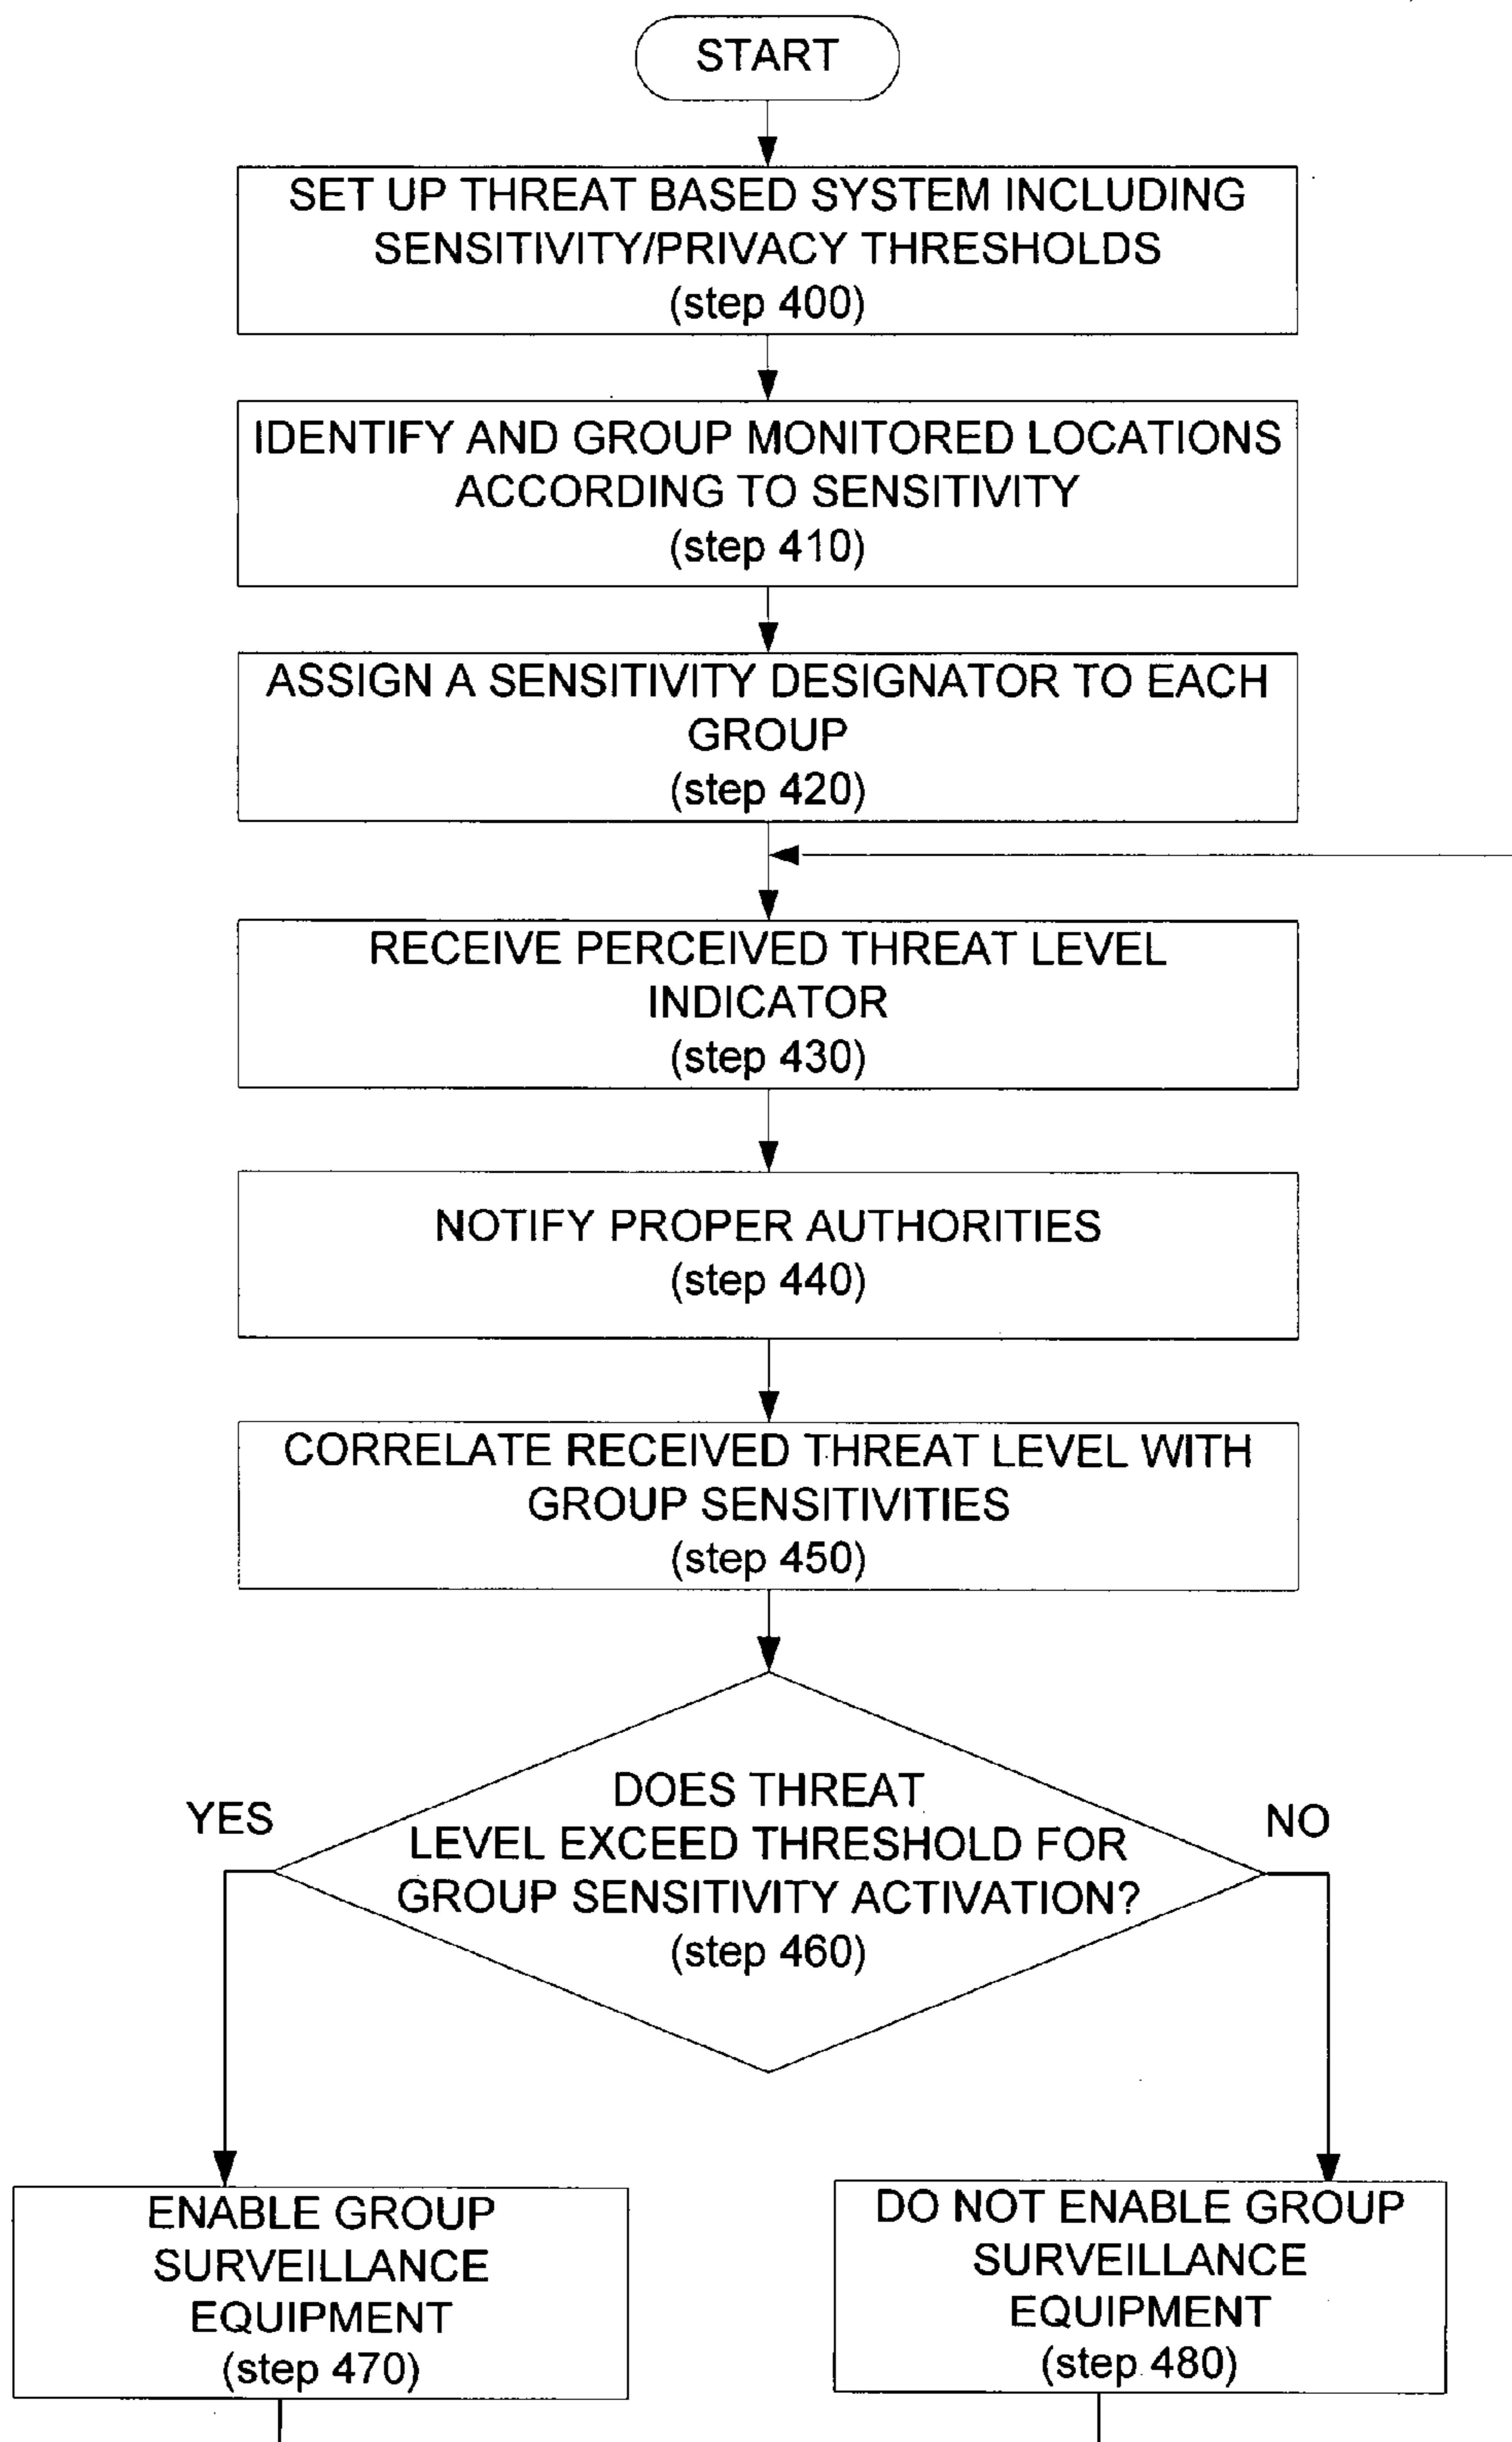 START
SET UP THREAT BASED SYSTEM INCLUDING
SENSITIVITY/PRIVACY THRESHOLDS
(step 400)
IDENTIFY AND GROUP MONITORED LOCATIONS
ACCORDING TO SENSITIVITY
(step 410)
ASSIGN A SENSITIVITY DESIGNATOR TO EACH
GROUP
(step 420)
RECEIVE PERCEIVED THREAT LEVEL
INDICATOR
(step 430)
NOTIFY PROPER AUTHORITIES
(step 440)
CORRELATE RECEIVED THREAT LEVEL WITH
GROUP SENSITIVITIES
(step 450)
DOES THREAT
LEVEL EXCEED THRESHOLD FOR
GROUP SENSITIVITY ACTIVATION?
(step 460)
YES
NO
ENABLE GROUP
SURVEILLANCE
EQUIPMENT
(step 470)
DO NOT ENABLE GROUP
SURVEILLANCE
EQUIPMENT
(step 480)